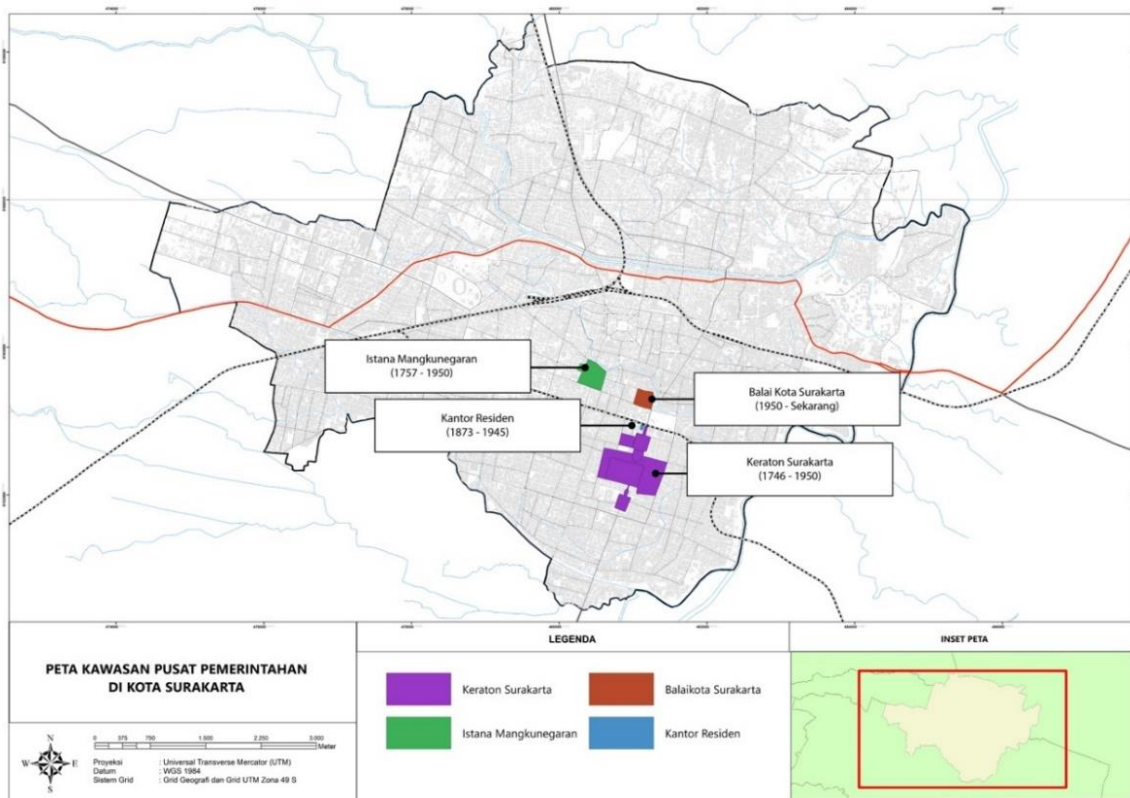 Istana Mangkunegaran
(1757 - 1950)
Kantor Residen
(1873 - 1945)
Balai Kota Surakarta
(1950 - Sekarang)
Keraton Surakarta
(1746 - 1950)
PETA KAWASAN PUSAT PEMERINTAHAN
DI KOTA SURAKARTA
N
W E
S
0 375 750 1.500 2.250 3.000
Meter
Proyeksi : Universal Transverse Mercator (UTM)
Datum : WGS 1984
Sistem Grid : Grid Geografi dan Grid UTM Zona 49 S
LEGENDA
Keraton Surakarta
Balaikota Surakarta
Istana Mangkunegaran
Kantor Residen
INSET PETA